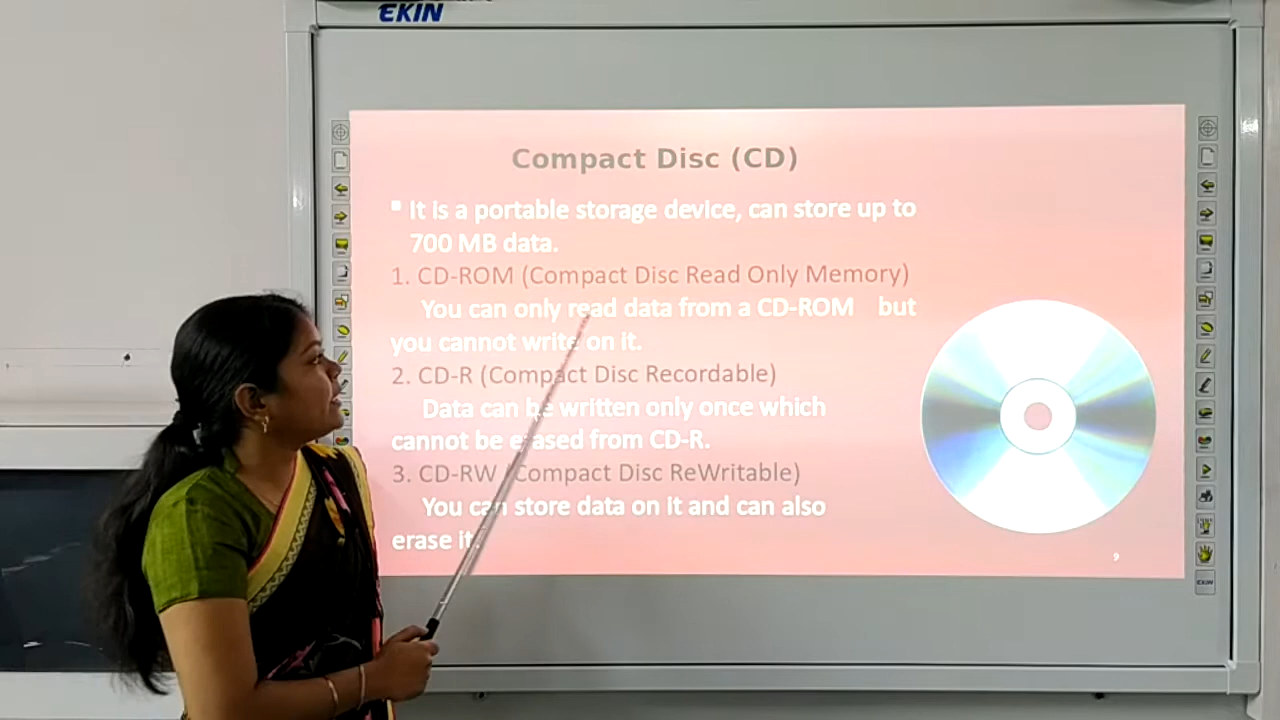 EKIN
Compact Disc (CD)
▪ It is a portable storage device, can store up to
700 MB data.
1. CD-ROM (Compact Disc Read Only Memory)
You can only read data from a CD-ROM but
you cannot write on it.
2. CD-R (Compact Disc Recordable)
Data can be written only once which
cannot be erased from CD-R.
3. CD-RW (Compact Disc ReWritable)
You can store data on it and can also
erase it.
9
EKIN